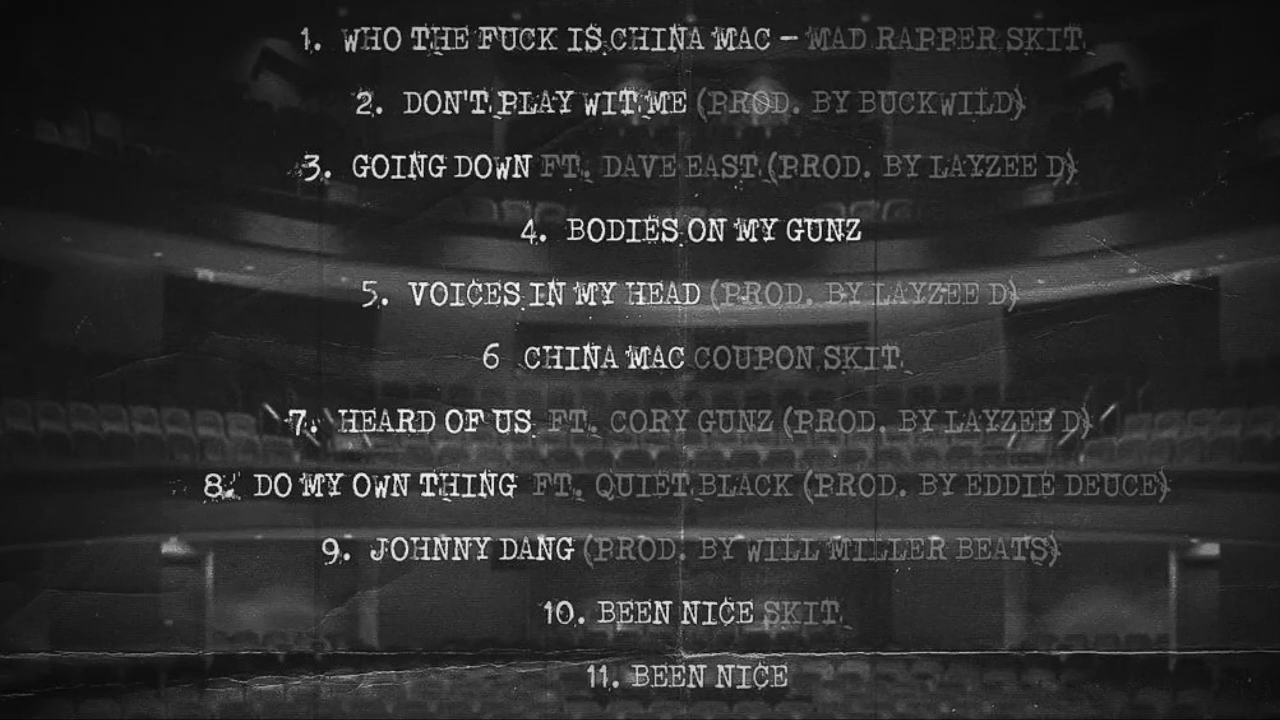 1. WHO THE FUCK IS CHINA MAC - MAD RAPPER SKIT
2. DON'T PLAY WIT ME (PROD. BY BUCKWILD)
3. GOING DOWN FT. DAVE EAST (PROD. BY LAYZEE D)
4. BODIES ON MY GUNZ
5. VOICES IN MY HEAD (PROD. BY LAYZEE D)
6 CHINA MAC COUPON SKIT
7. HEARD OF US FT. CORY GUNZ (PROD. BY LAYZEE D)
8. DO MY OWN THING FT. QUIET BLACK (PROD. BY EDDIE DEUCE)
9. JOHNNY DANG (PROD. BY WILL MILLER BEATS)
10. BEEN NICE SKIT
11. BEEN NICE